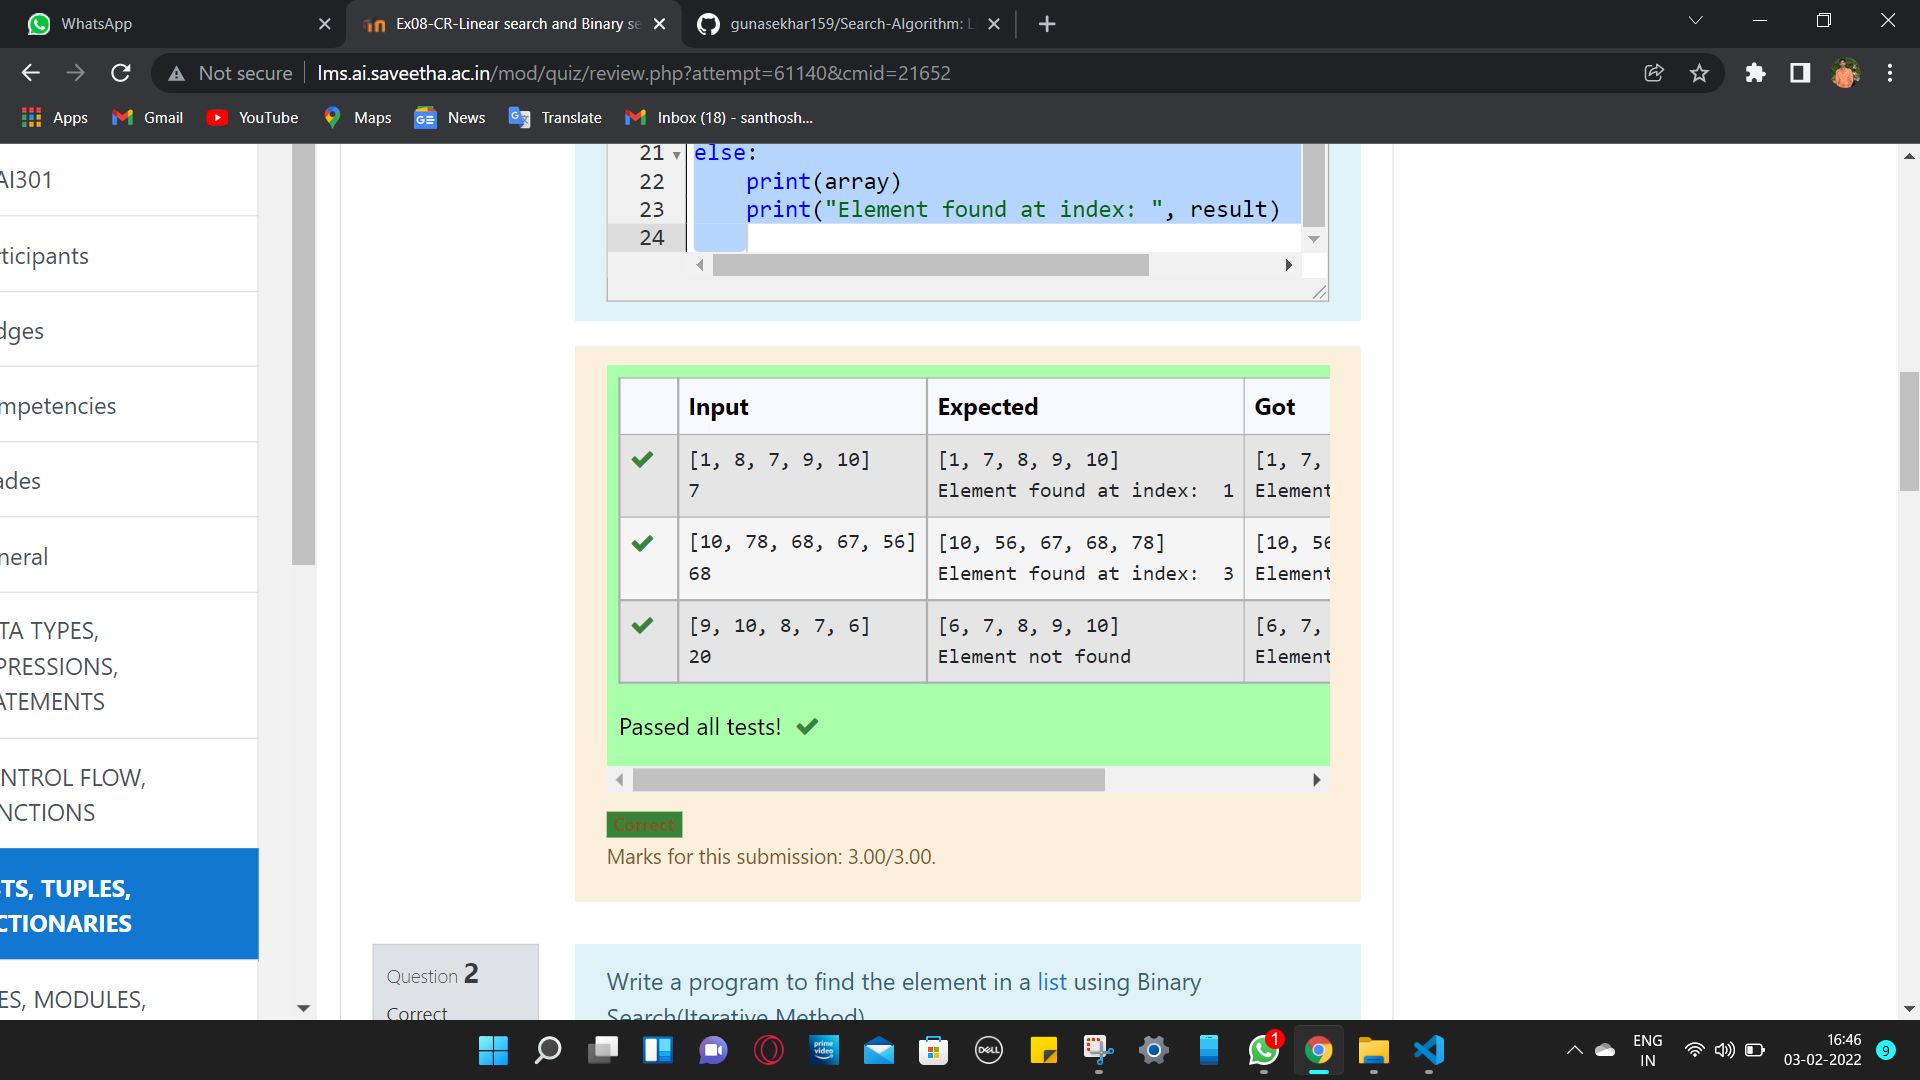 WhatsApp
Ex08-CR-Linear search and Binary se
gunasekhar159/Search-Algorithm: L
Not secure
lms.ai.saveetha.ac.in/mod/quiz/review.php?attempt=61140&cmid=21652
Apps
Gmail
YouTube
Maps
News
Translate
Inbox (18) - santhosh...
AI301
rticipants
dges
mpetencies
ades
neral
TA TYPES,
PRESSIONS,
ATEMENTS
NTROL FLOW,
NCTIONS
STS, TUPLES,
CTIONARIES
ES, MODULES,
21 else:
22 print(array)
23 print("Element found at index: ", result)
24
Input Expected Got
[1, 8, 7, 9, 10] [1, 7, 8, 9, 10] [1, 7,
7 Element found at index:  1 Element
[10, 78, 68, 67, 56] [10, 56, 67, 68, 78] [10, 56
68 Element found at index:  3 Element
[9, 10, 8, 7, 6] [6, 7, 8, 9, 10] [6, 7,
20 Element not found Element
Passed all tests!
Correct
Marks for this submission: 3.00/3.00.
Question 2
Correct
Write a program to find the element in a list using Binary
Search(Iterative Method)
prime
video
DELL
1
ENG
IN
16:46
03-02-2022
9